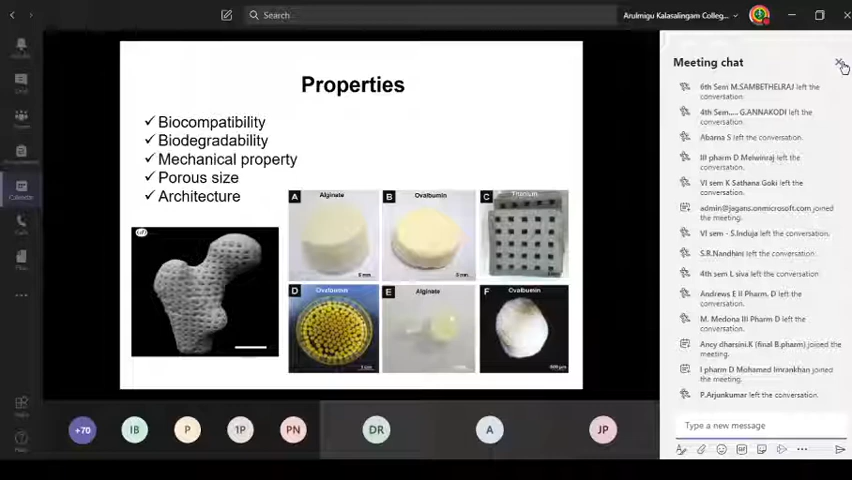 Search
Arulmigu Kalasalingam Colleg...
Properties
✓ Biocompatibility
✓ Biodegradability
✓ Mechanical property
✓ Porous size
✓ Architecture
A
Alginate
B
Ovalbumin
C
Titanium
D
Ovalbumin
E
Alginate
F
Ovalbumin
Meeting chat
6th Sem M.SAMBETHELRAJ left the
conversation.
4th Sem..... G.ANNAKODI left the
conversation.
Abarna S left the conversation.
III pharm D Melwinraj left the
conversation.
VI sem K Sathana Goki left the
conversation.
admin@jagans.onmicrosoft.com joined
the meeting.
VI sem - S.Induja left the conversation.
S.R.Nandhini left the conversation.
4th sem L siva left the conversation.
Andrews E II Pharm. D left the
conversation.
M. Medona III Pharm D left the
conversation.
Ancy dharsini.K (final B.pharm) joined the
meeting.
I pharm D Mohamed Imrankhan joined
the meeting.
P.Arjunkumar left the conversation.
Type a new message
+70
IB
P
1P
PN
DR
A
JP